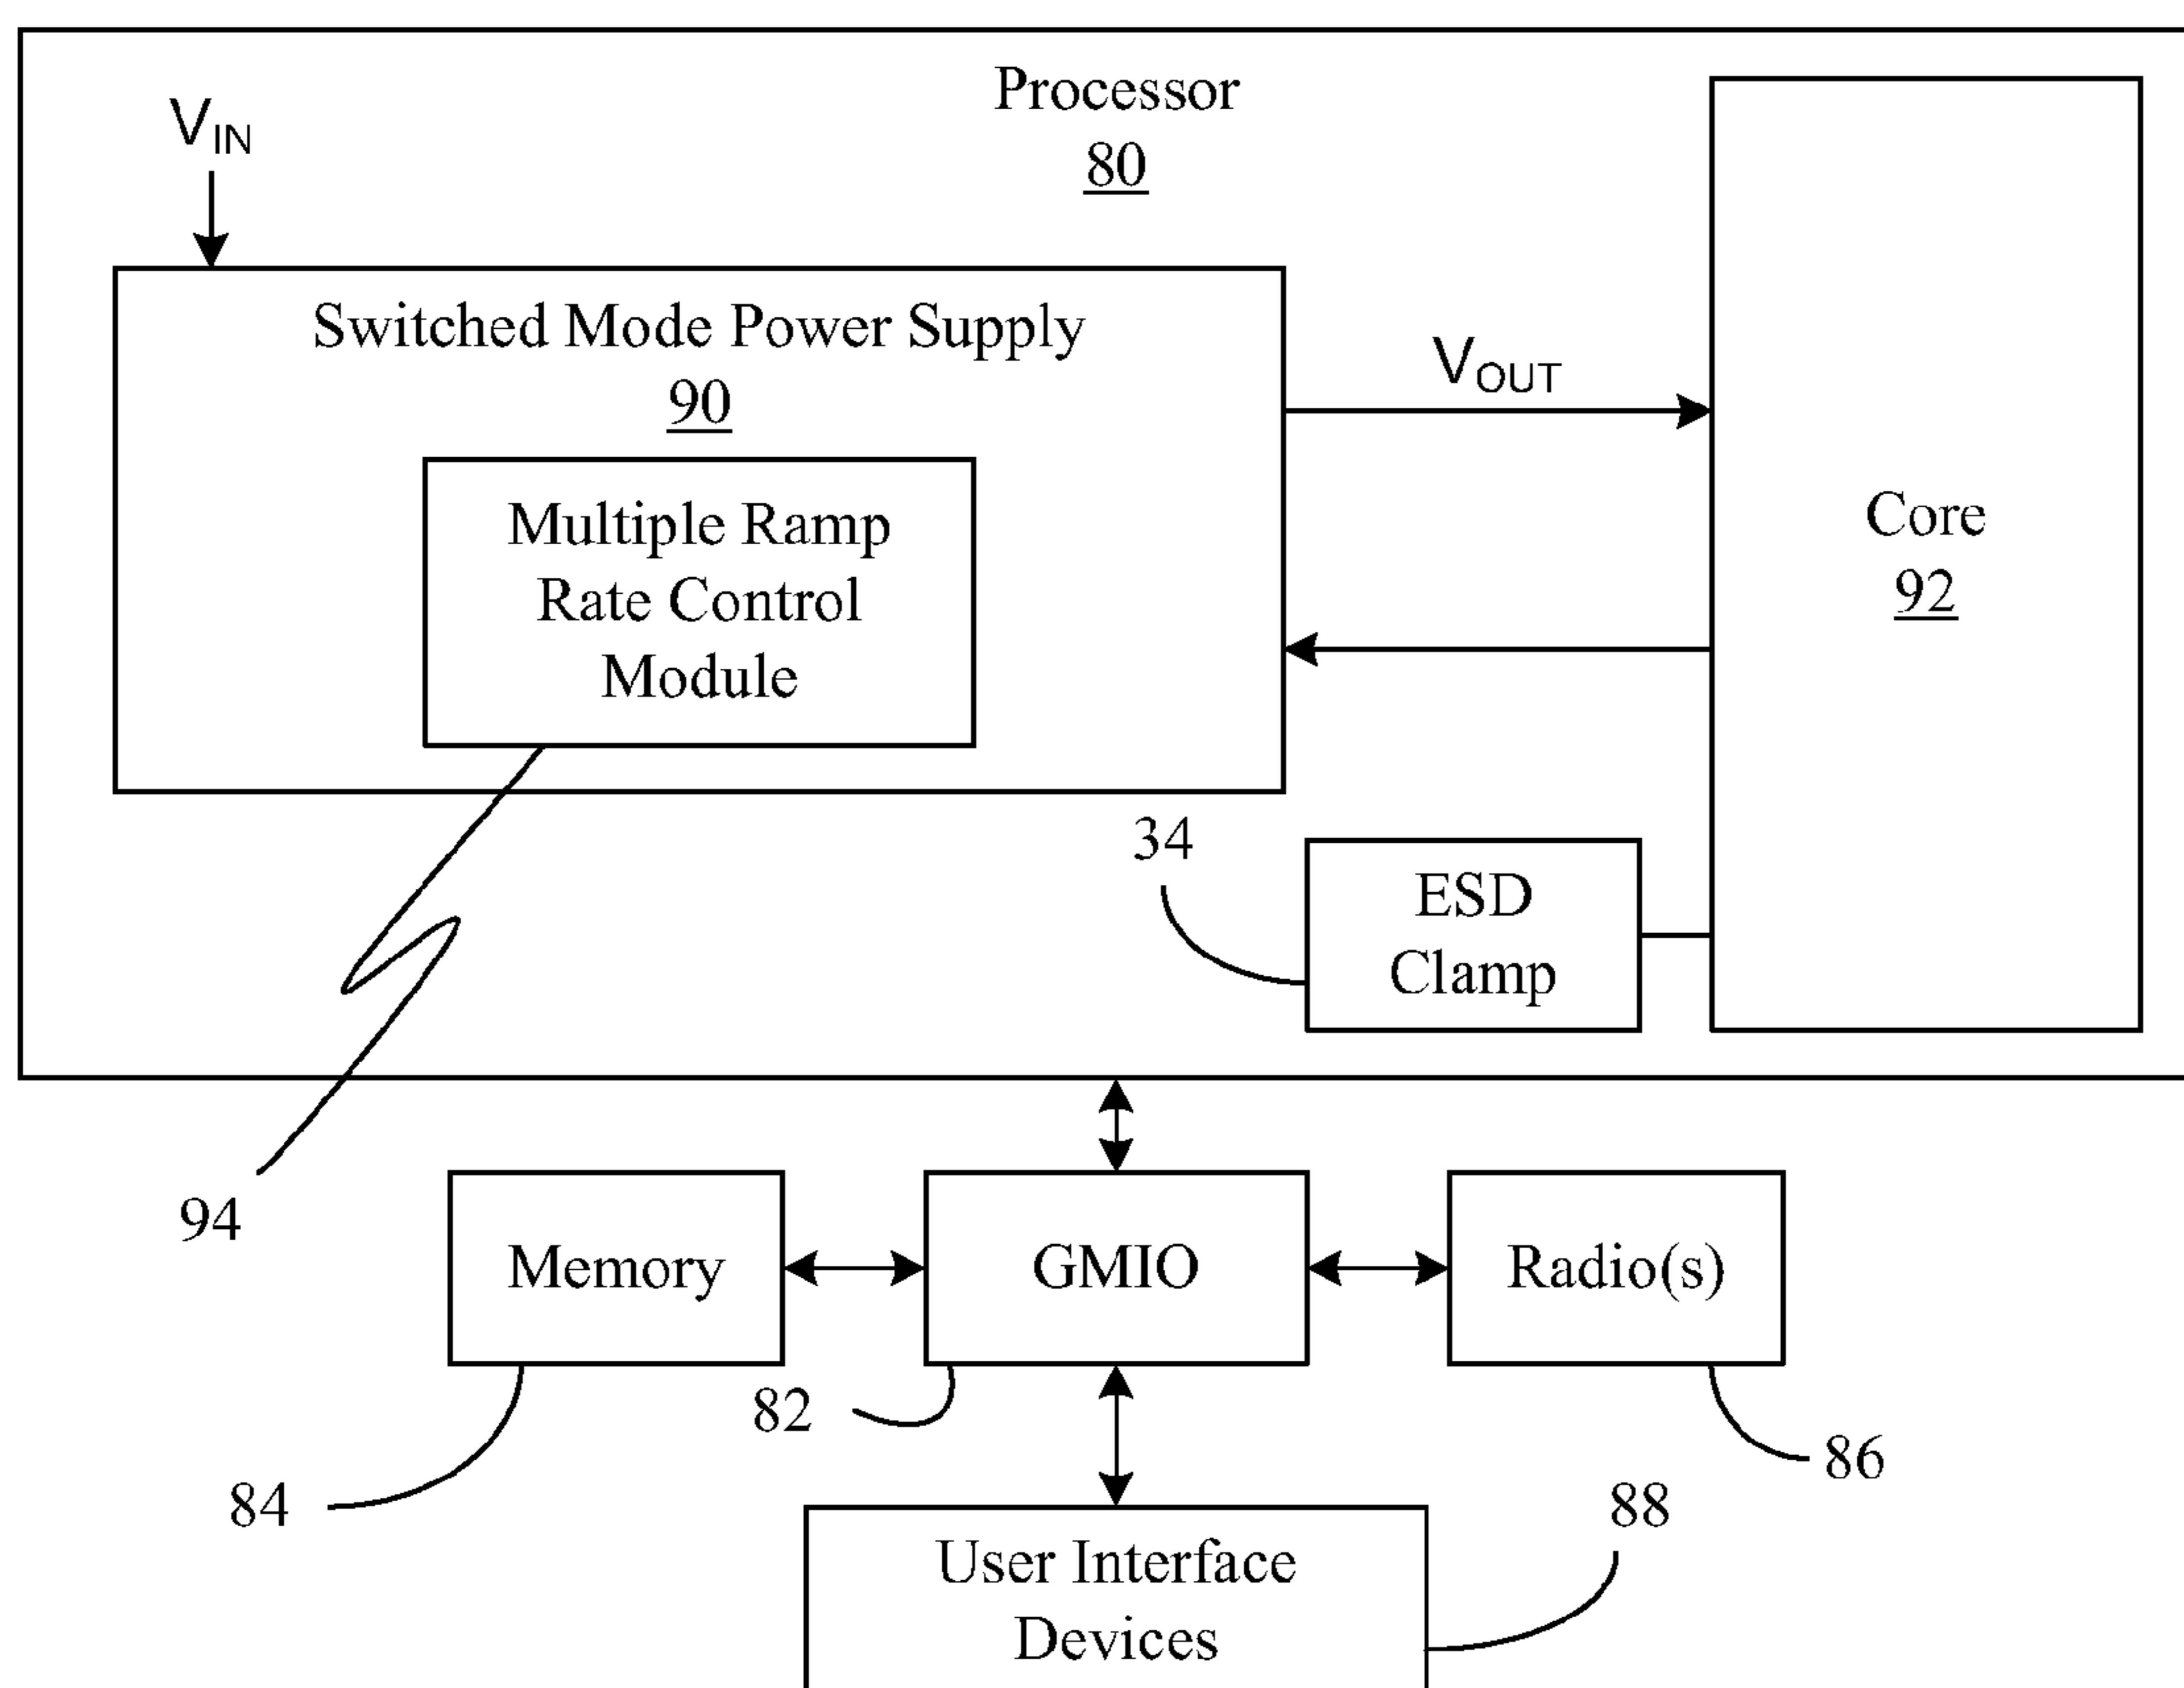 Processor
80
VIN
Switched Mode Power Supply
90
VOUT
Multiple Ramp
Rate Control
Module
Core
92
34
ESD
Clamp
94
Memory
GMIO
Radio(s)
82
84
86
88
User Interface
Devices